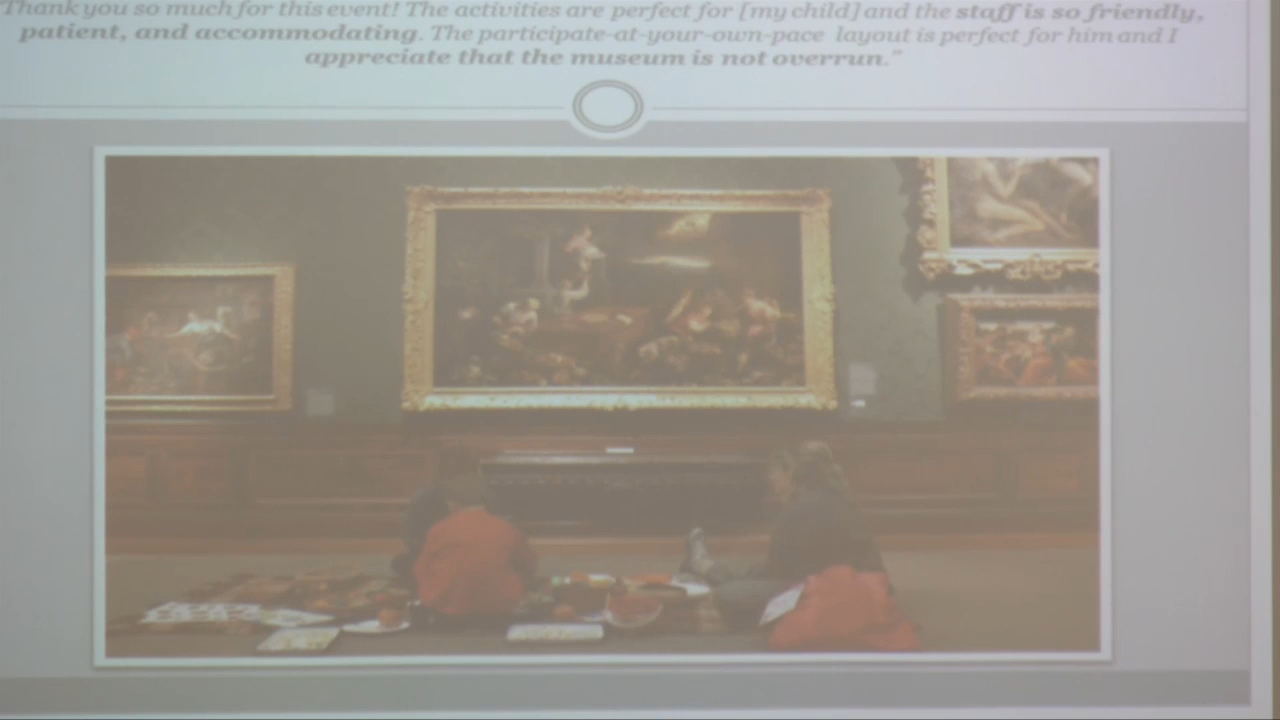 Thank you so much for this event! The activities are perfect for [my child] and the staff is so friendly,
patient, and accommodating. The participate-at-your-own-pace layout is perfect for him and I
appreciate that the museum is not overrun."